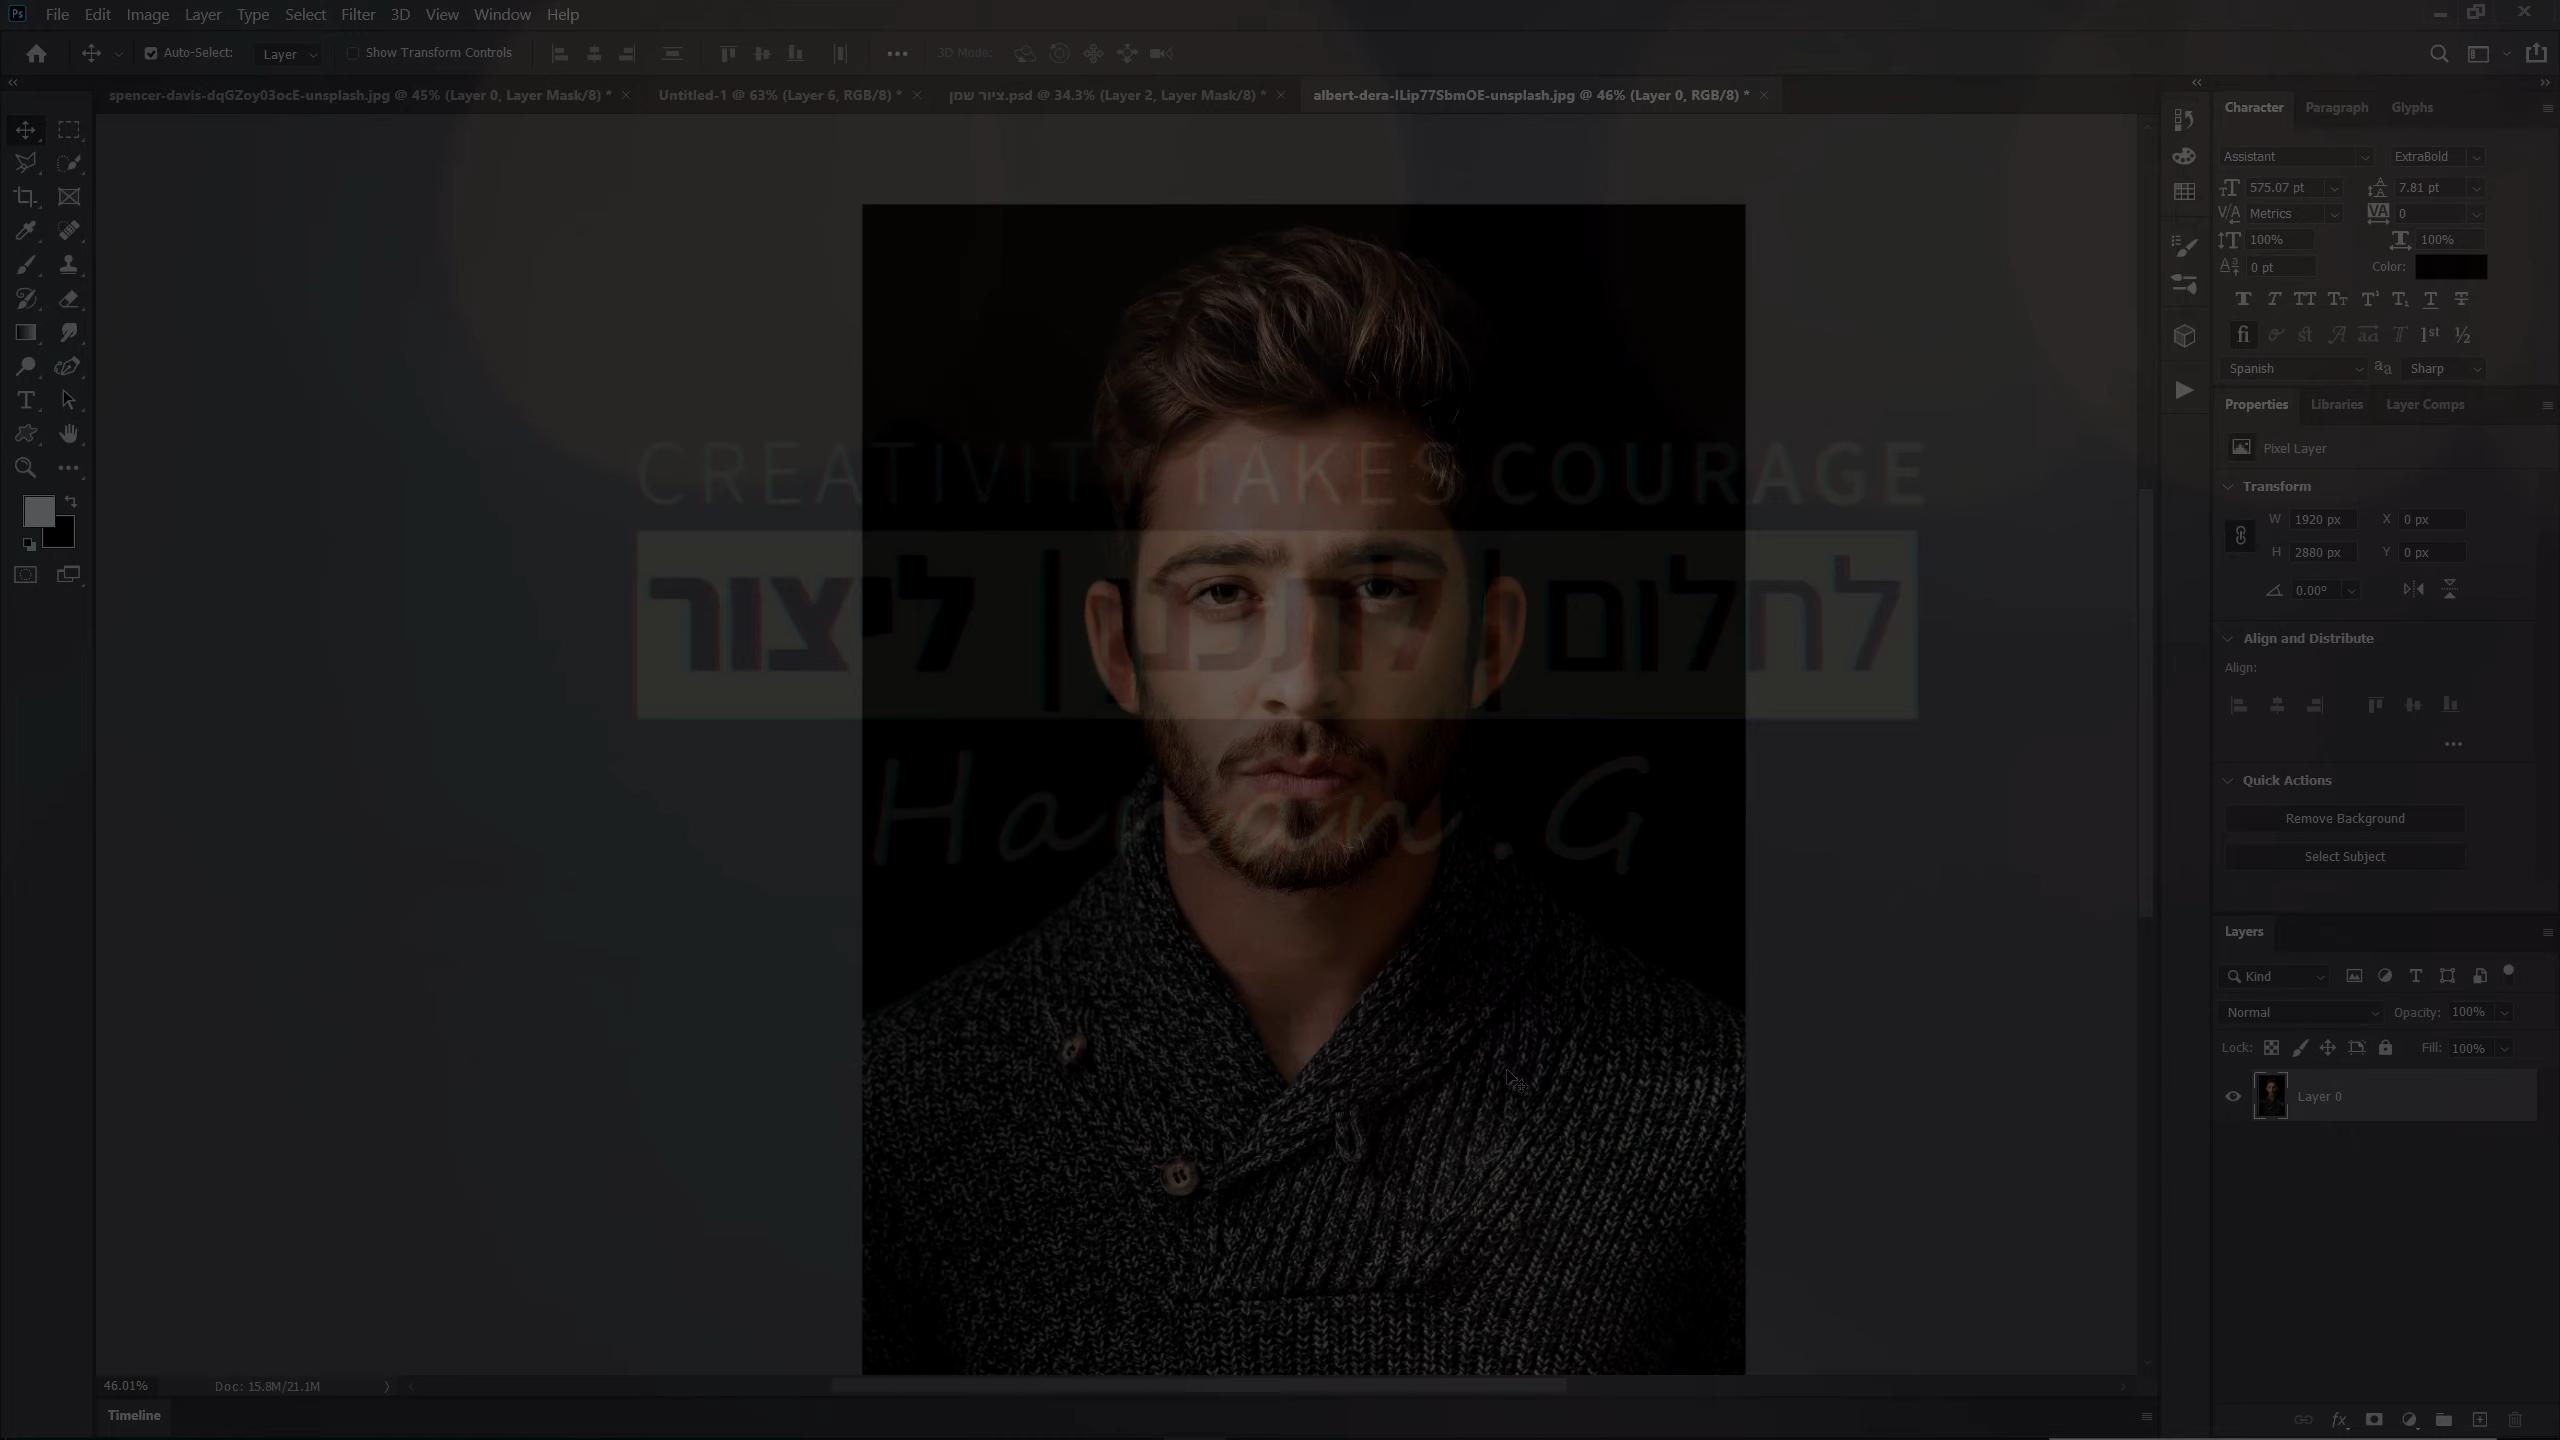 File Edit Image Layer Type Select Filter 3D View Window Help
Auto-Select: Layer Show Transform Controls 3D Mode:
spencer-davis-dqGZoy03ocE-unsplash.jpg @ 45% (Layer 0, Layer Mask/8) * Untitled-1 @ 63% (Layer 6, RGB/8) * ציור שמן.psd @ 34.3% (Layer 2, Layer Mask/8) * albert-dera-ILip77SbmOE-unsplash.jpg @ 46% (Layer 0, RGB/8) *
CREATIVITY TAKES COURAGE
לחלום | לתכנן | ליצור
Hanan .G
46.01% Doc: 15.8M/21.1M
Timeline
Character Paragraph Glyphs
Assistant ExtraBold
575.07 pt 7.81 pt
Metrics 0
100% 100%
0 pt Color:
Spanish Sharp
Properties Libraries Layer Comps
Pixel Layer
Transform
W 1920 px X 0 px
H 2880 px Y 0 px
0.00°
Align and Distribute
Align:
Quick Actions
Remove Background
Select Subject
Layers
Kind
Normal Opacity: 100%
Lock: Fill: 100%
Layer 0